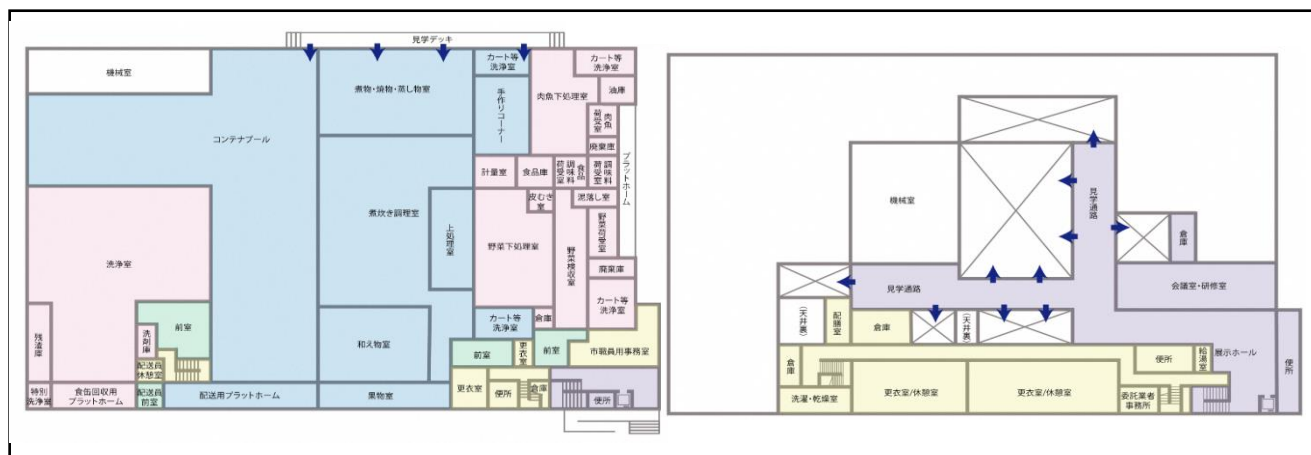 見学デッキ
機械室
コンテナプール
煮物・焼物・蒸し物室
カート等
洗浄室
手作りコーナー
肉魚下処理室
カート等
洗浄室
油庫
肉魚
荷受室
廃棄庫
計量室
食品庫
食品
調味料
荷受室
調味料
荷受室
プラットホーム
皮むき
室
泥落し室
煮炊き調理室
上処理室
野菜下処理室
野菜検収室
野菜荷受室
廃棄庫
カート等
洗浄室
洗浄室
残渣庫
洗剤庫
前室
配送員
休憩室
和え物室
カート等
洗浄室
倉庫
前室
更衣室
前室
市職員用事務室
特別
洗浄室
食缶回収用
プラットホーム
配送員
前室
配送用プラットホーム
果物室
更衣室
便所
倉庫
便所
機械室
見学通路
倉庫
見学通路
会議室・研修室
(天井裏)
配膳室
倉庫
(天井裏)
倉庫
便所
給湯室
展示ホール
便所
洗濯・乾燥室
更衣室/休憩室
更衣室/休憩室
委託業者
事務所